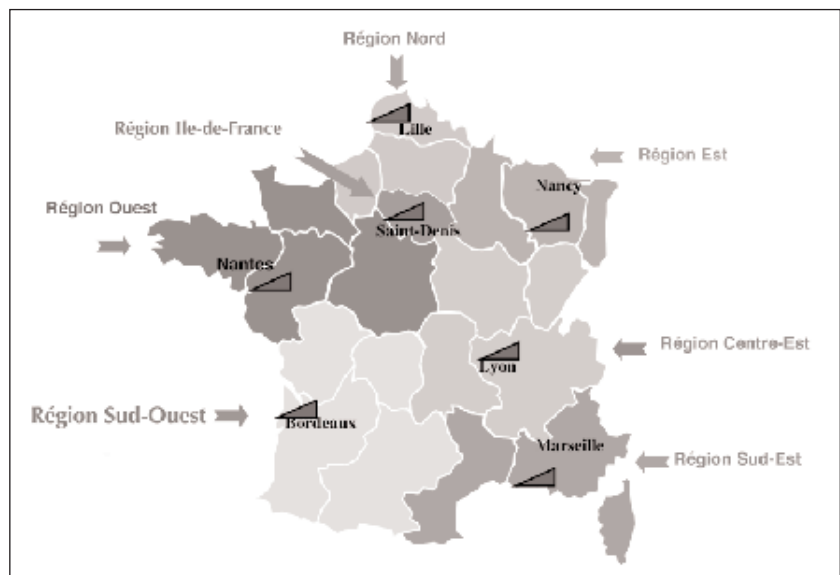 Région Nord
Lille
Région Ile-de-France
Région Est
Nancy
Région Ouest
Saint-Denis
Nantes
Région Centre-Est
Lyon
Région Sud-Ouest
Bordeaux
Marseille
Région Sud-Est